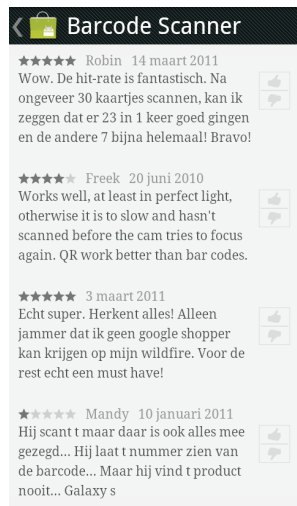 Barcode Scanner
Robin 14 maart 2011
Wow. De hit-rate is fantastisch. Na
ongeveer 30 kaartjes scannen, kan ik
zeggen dat er 23 in 1 keer goed gingen
en de andere 7 bijna helemaal! Bravo!
Freek 20 juni 2010
Works well, at least in perfect light,
otherwise it is to slow and hasn't
scanned before the cam tries to focus
again. QR work better than bar codes.
3 maart 2011
Echt super. Herkent alles! Alleen
jammer dat ik geen google shopper
kan krijgen op mijn wildfire. Voor de
rest echt een must have!
Mandy 10 januari 2011
Hij scant t maar daar is ook alles mee
gezegd... Hij laat t nummer zien van
de barcode... Maar hij vind t product
nooit... Galaxy s